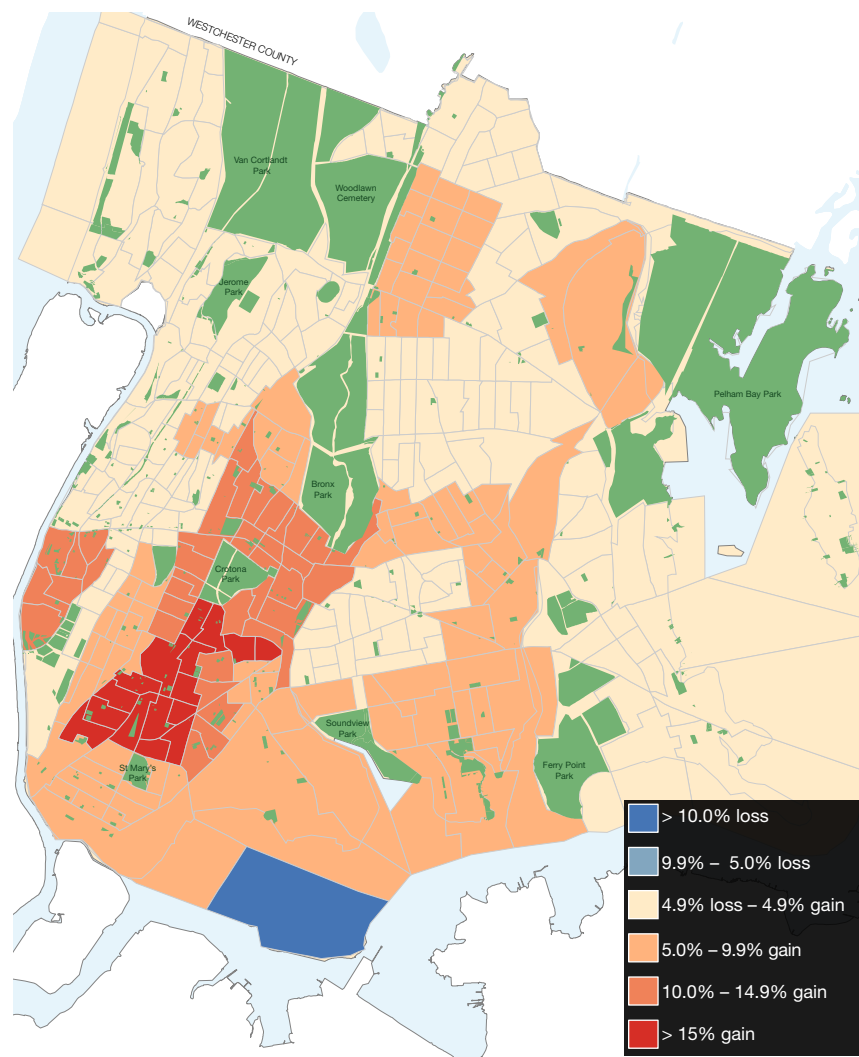 WESTCHESTER COUNTY
Van Cortlandt
Park
Woodlawn
Cemetery
Jerome
Park
Pelham Bay Park
Bronx
Park
Crotona
Park
Soundview
Park
St Mary's
Park
Ferry Point
Park
> 10.0% loss
9.9% – 5.0% loss
4.9% loss – 4.9% gain
5.0% – 9.9% gain
10.0% – 14.9% gain
> 15% gain